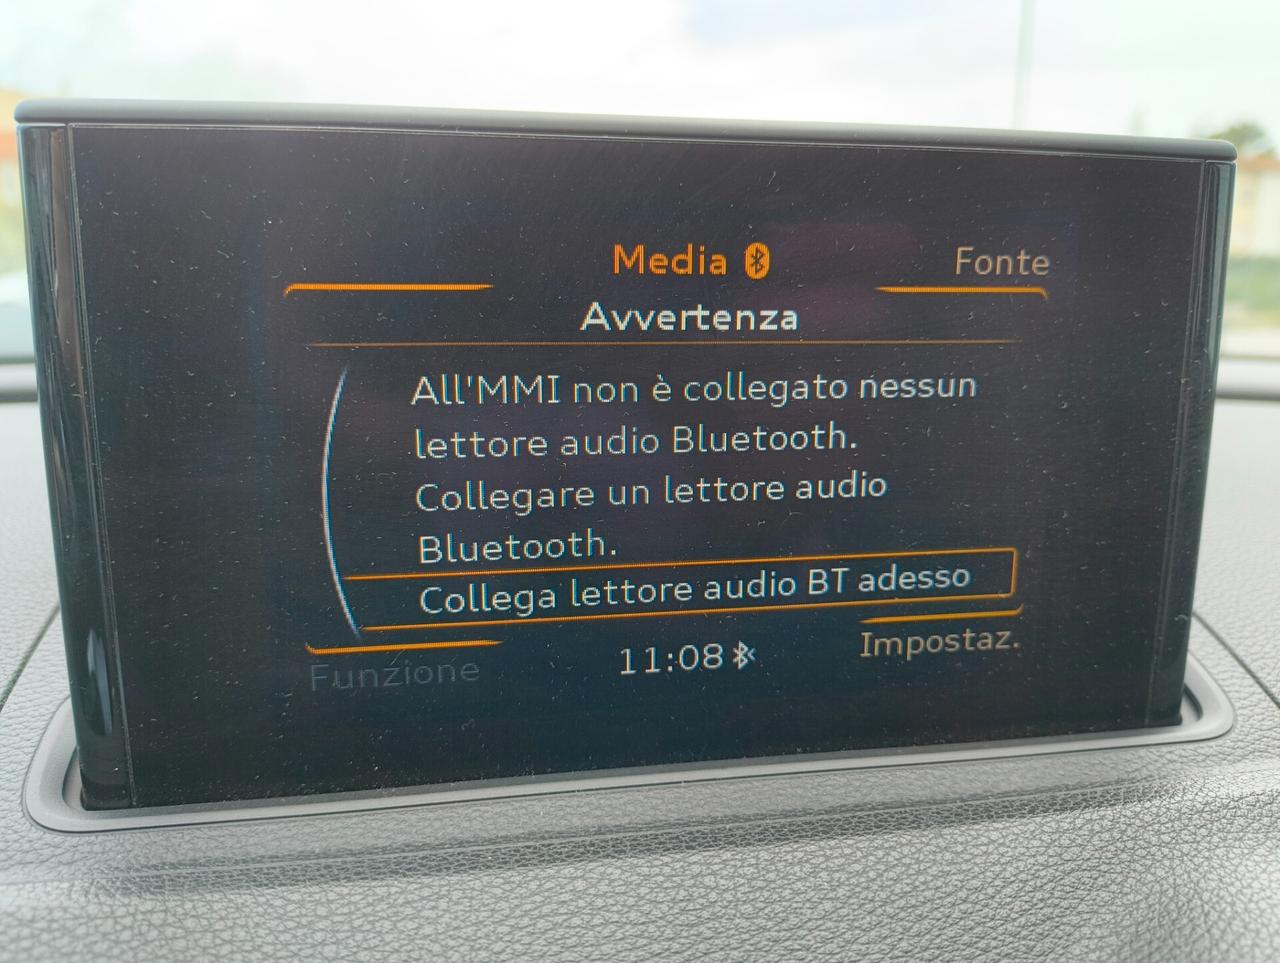 Media
Fonte
Avvertenza
All'MMI non è collegato nessun
lettore audio Bluetooth.
Collegare un lettore audio
Bluetooth.
Collega lettore audio BT adesso
Funzione
11:08
Impostaz.